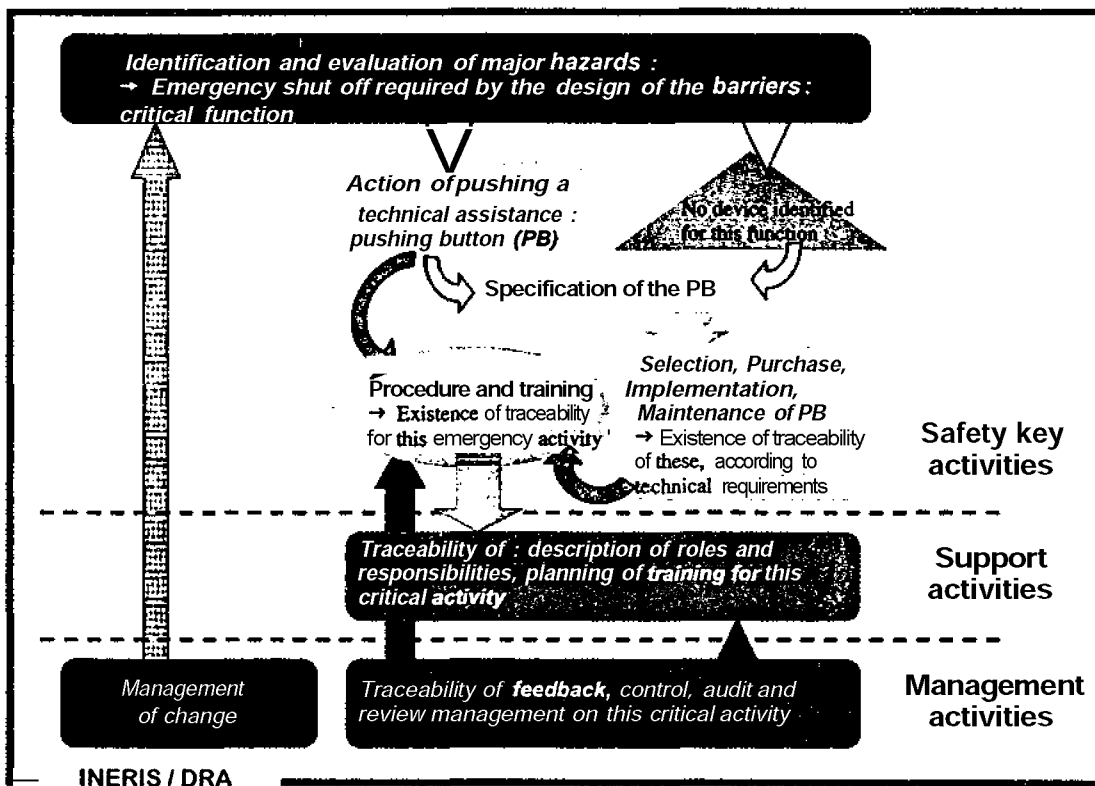 Identification and evaluation of major hazards :
→ Emergency shut off required by the design of the barriers :
critical function
Action of pushing a
technical assistance :
pushing button (PB)
No device identified
for this function
Specification of the PB
Procedure and training
→ Existence of traceability
for this emergency activity
Selection, Purchase,
Implementation,
Maintenance of PB
→ Existence of traceability
of these, according to
technical requirements
Safety key
activities
Traceability of : description of roles and
responsibilities, planning of training for this
critical activity
Support
activities
Management
of change
Traceability of feedback, control, audit and
review management on this critical activity
Management
activities
INERIS / DRA